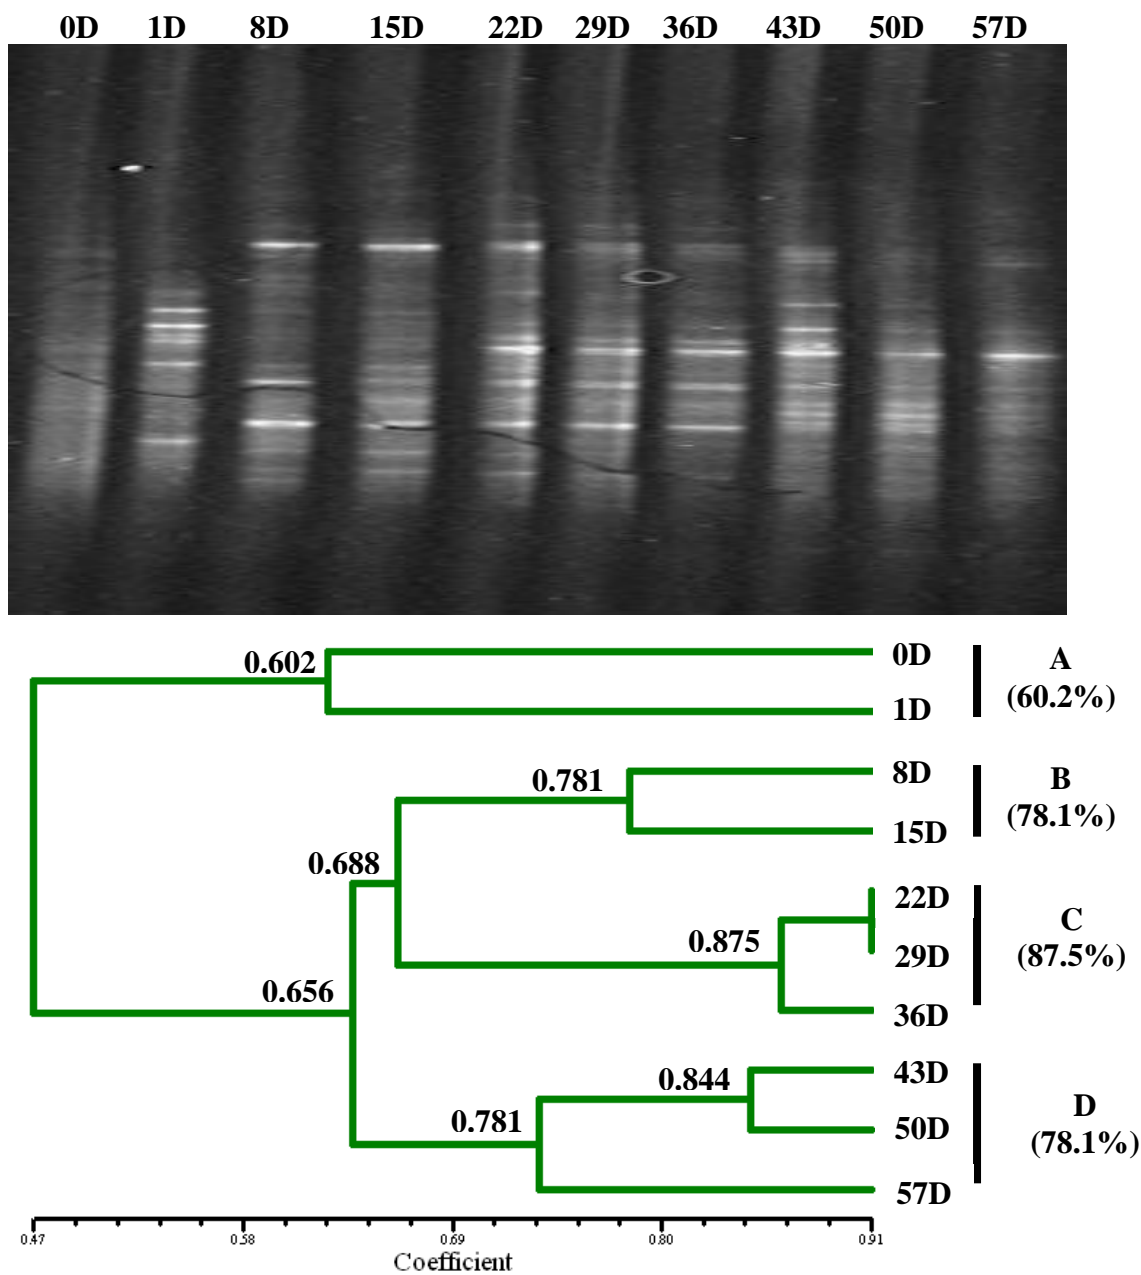 0D 1D 8D 15D 22D 29D 36D 43D 50D 57D
0.602
0D
1D
A
(60.2%)
0.781
8D
15D
B
(78.1%)
0.688
22D
29D
0.875
36D
C
(87.5%)
0.656
0.844
43D
50D
0.781
57D
D
(78.1%)
0.47 0.58 0.69 0.80 0.91
Coefficient